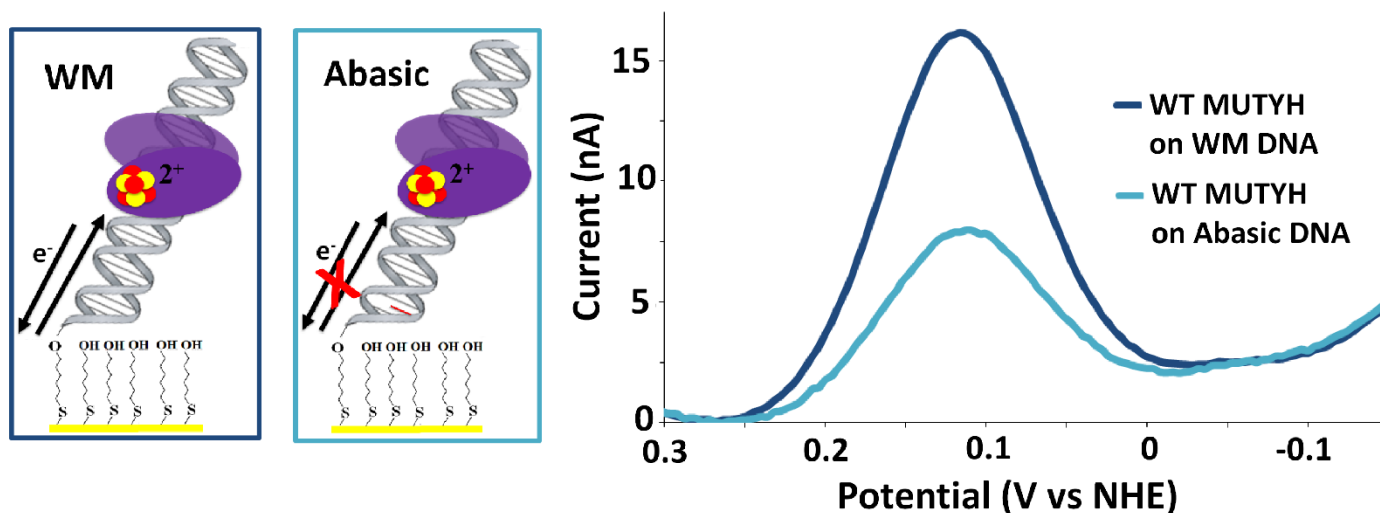 WM
2+
e-
O OH OH OH OH OH
S S S S S S
Abasic
2+
e-
O OH OH OH OH OH
S S S S S S
Current (nA)
15
10
5
0
0.3 0.2 0.1 0 -0.1
Potential (V vs NHE)
WT MUTYH
on WM DNA
WT MUTYH
on Abasic DNA